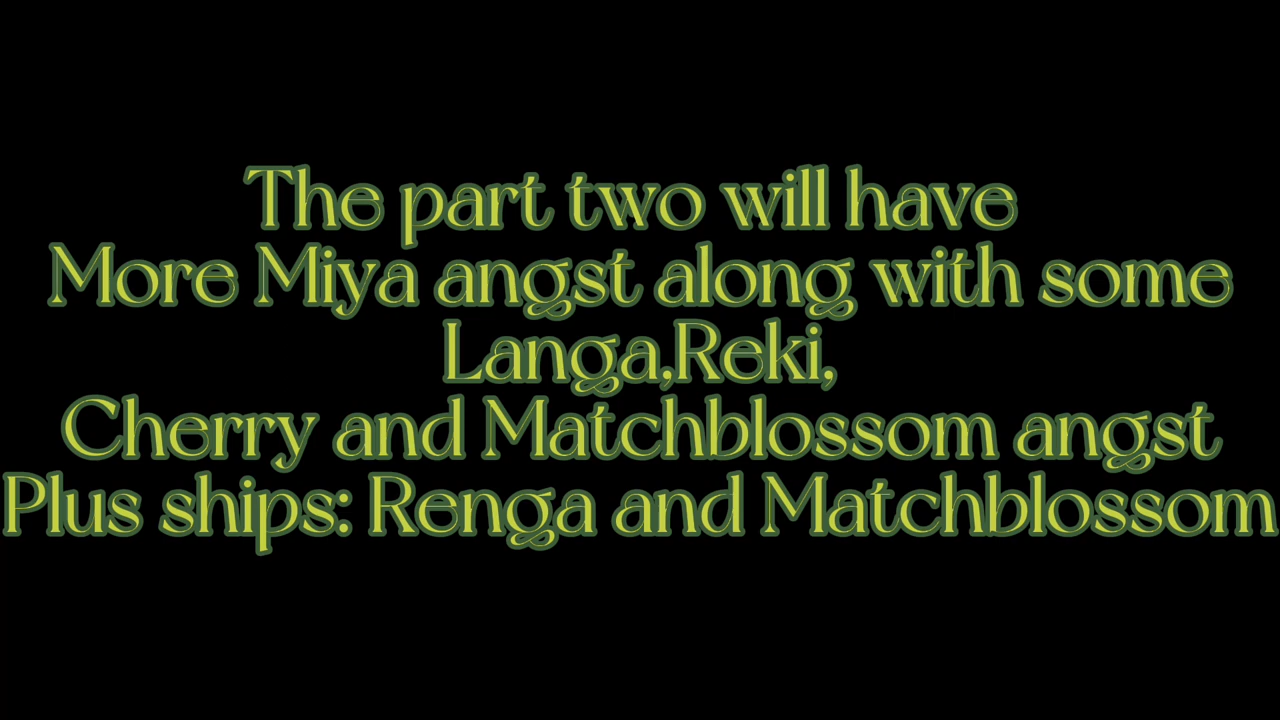 The part two will have
More Miya angst along with some
Langa,Reki,
Cherry and Matchblossom angst
Plus ships: Renga and Matchblossom